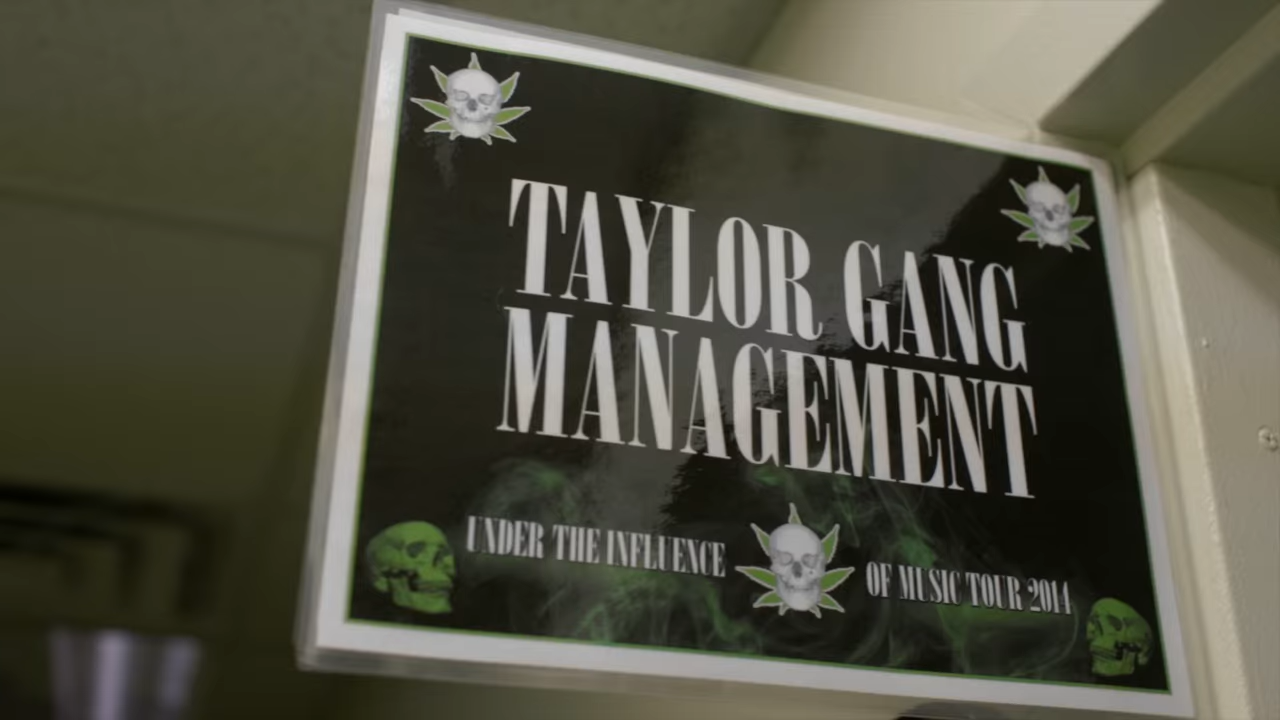 TAYLOR GANG
MANAGEMENT
UNDER THE INFLUENCE OF MUSIC TOUR 2014